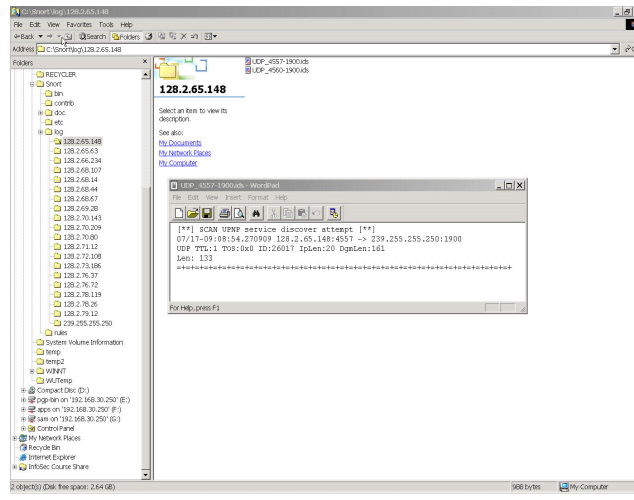 C:\Snort\log\128.2.65.148
File Edit View Favorites Tools Help
Back Search Folders
Address C:\Snort\log\128.2.65.148
Folders
RECYCLER
Snort
bin
contrib
doc
etc
log
128.2.65.148
128.2.65.63
128.2.66.234
128.2.68.107
128.2.68.14
128.2.68.44
128.2.68.67
128.2.69.28
128.2.70.143
128.2.70.209
128.2.70.80
128.2.71.12
128.2.72.108
128.2.73.186
128.2.76.37
128.2.76.72
128.2.78.119
128.2.78.26
128.2.79.12
239.255.255.250
rules
System Volume Information
temp
temp2
WINNT
WUTemp
Compact Disc (D:)
pgp-bin on '192.168.30.250' (E:)
apps on '192.168.30.250' (F:)
sam on '192.168.30.250' (G:)
Control Panel
My Network Places
Recycle Bin
Internet Explorer
InfoSec Course Share
UDP_4557-1900.ids
UDP_4560-1900.ids
128.2.65.148
Select an item to view its
description.
See also:
My Documents
My Network Places
My Computer
UDP_4557-1900.ids - WordPad
File Edit View Insert Format Help
[**] SCAN UPNP service discover attempt [**]
07/17-09:08:54.270909 128.2.65.148:4557 -> 239.255.255.250:1900
UDP TTL:1 TOS:0x0 ID:26017 IpLen:20 DgmLen:161
Len: 133
=+=+=+=+=+=+=+=+=+=+=+=+=+=+=+=+=+=+=+=+=+=+=+=+=+=+=+=+=+=+=+=+=+
For Help, press F1
2 object(s) (Disk free space: 2.64 GB)
988 bytes
My Computer